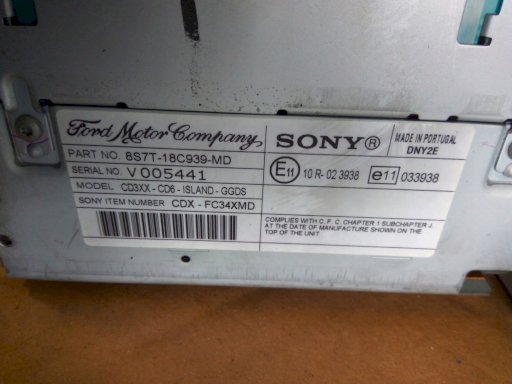 Ford Motor Company
PART NO. 8S7T-18C939-MD
SERIAL NO. V 005441
MODEL CD3XX - CD6 - ISLAND - GGDS
SONY ITEM NUMBER CDX - FC34XMD
SONY®
MADE IN PORTUGAL
DNY2E
E11 10 R- 02 3938 e11 033938
COMPLIES WITH C. F. C. CHAPTER 1 SUBCHAPTER J.
AT THE DATE OF MANUFACTURE SHOWN ON THE
TOP OF THE UNIT